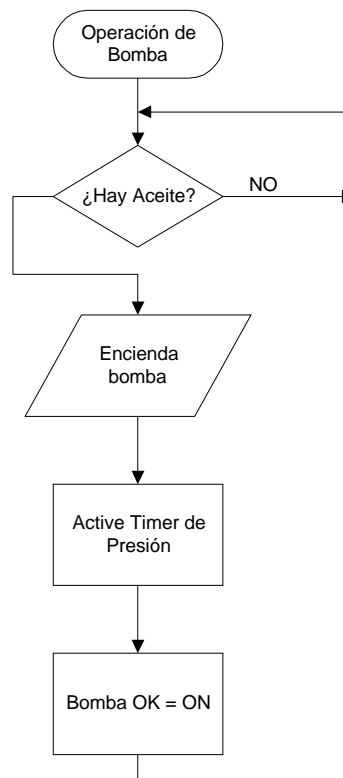 Operación de
Bomba
¿Hay Aceite?
NO
Encienda
bomba
Active Timer de
Presión
Bomba OK = ON